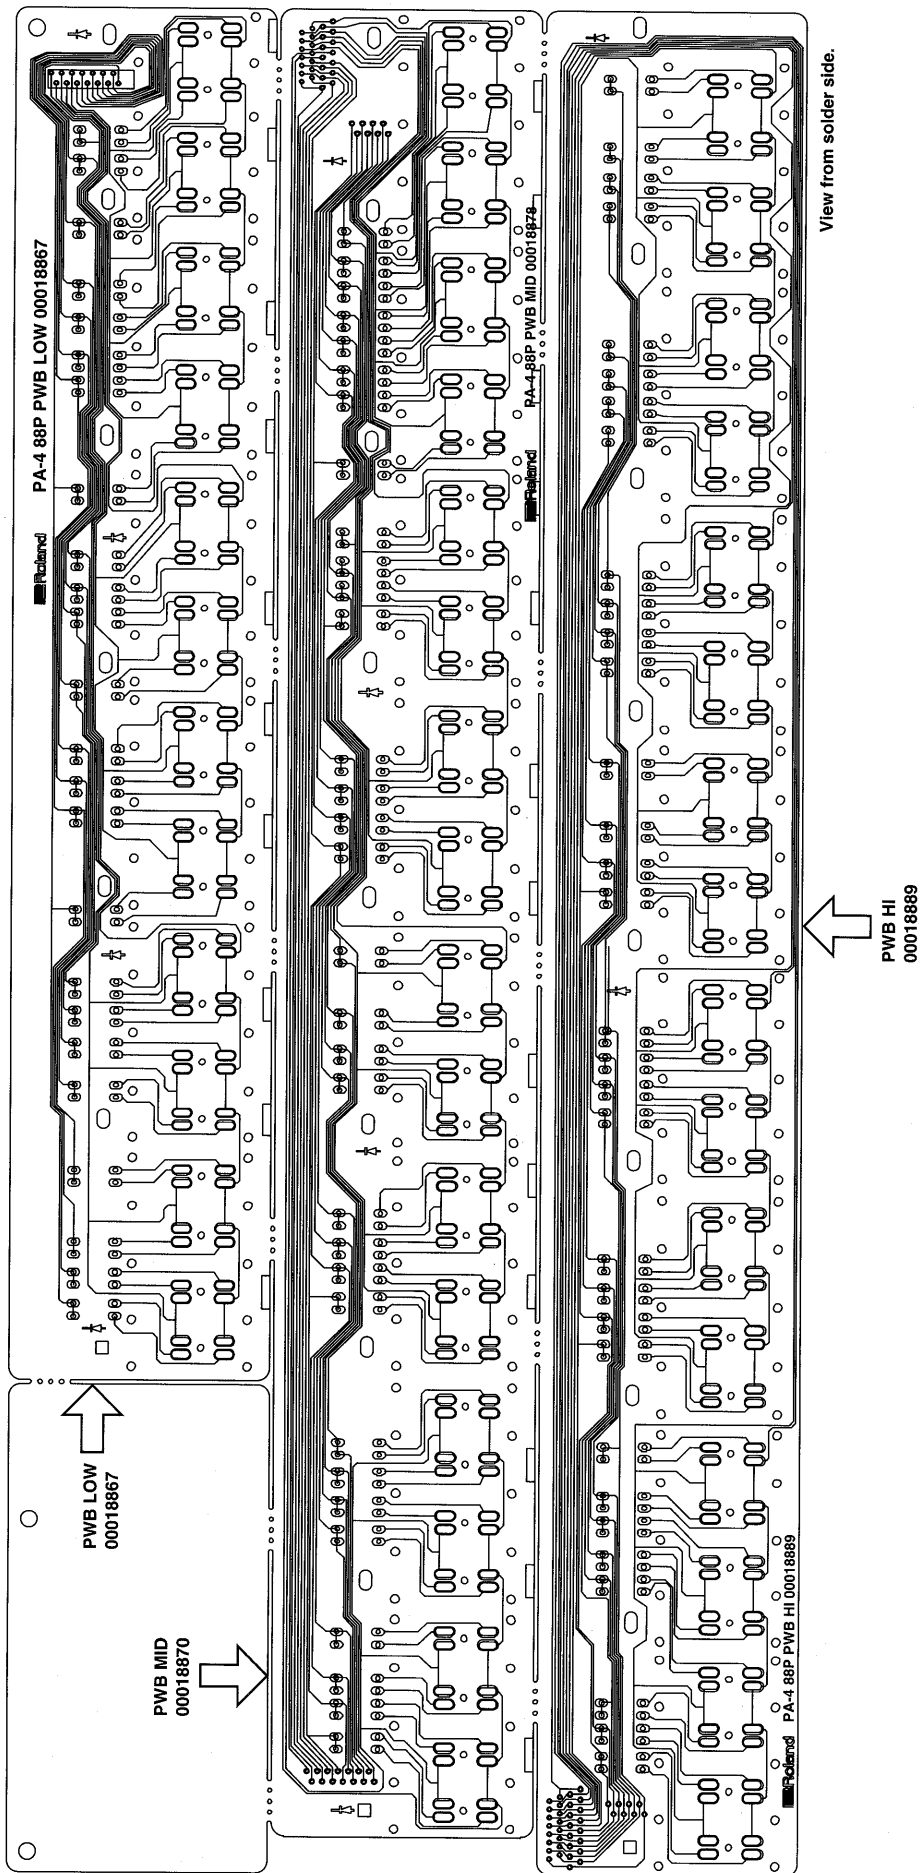 Roland PA-4 88P PWB LOW 00018867
Roland PA-4 88P PWB MID 00018878
Roland PA-4 88P PWB HI 00018889
View from solder side.
PWB LOW
00018867
PWB MID
00018870
PWB HI
00018889